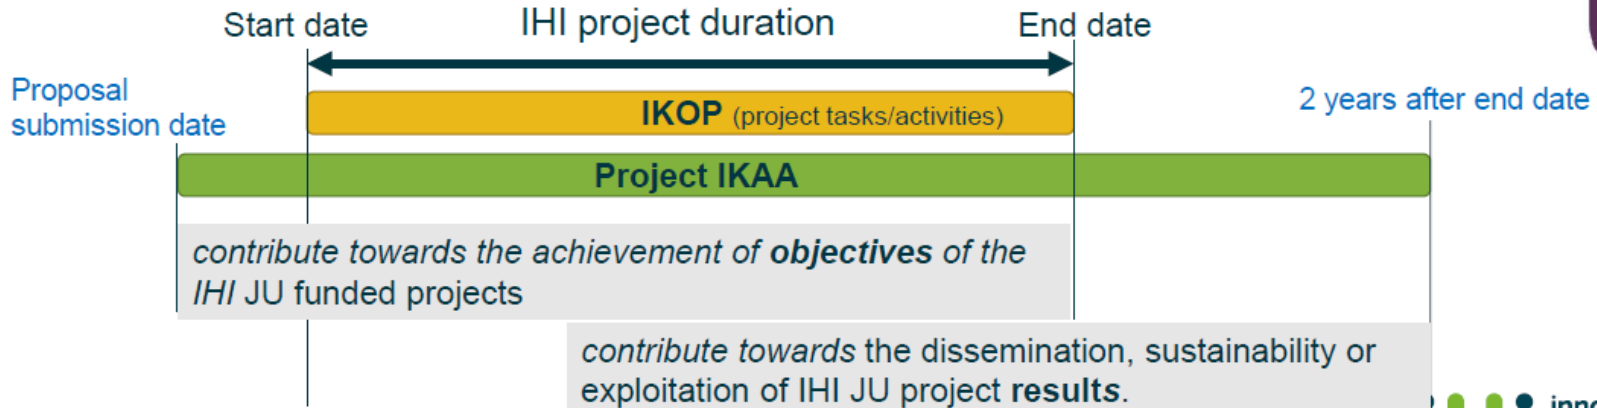 Start date
IHI project duration
End date
Proposal
submission date
2 years after end date
IKOP (project tasks/activities)
Project IKAA
contribute towards the achievement of objectives of the
IHI JU funded projects
contribute towards the dissemination, sustainability or
exploitation of IHI JU project results.